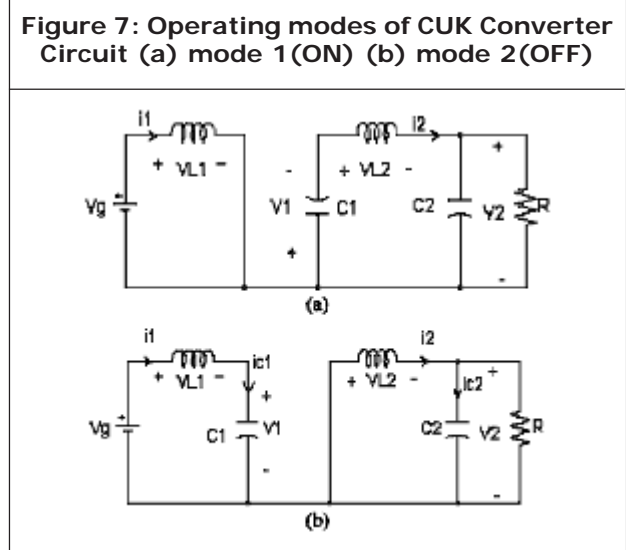 Figure 7: Operating modes of CUK Converter
Circuit (a) mode 1(ON) (b) mode 2(OFF)
i1
i2
+ VL1 -
- + VL2 - +
Vg V1 C1 C2 V2 R
+ -
(a)
i1 i2
ic1
+ VL1 - + VL2 - ic2 +
+
Vg C1 V1 C2 V2 R
- -
(b)